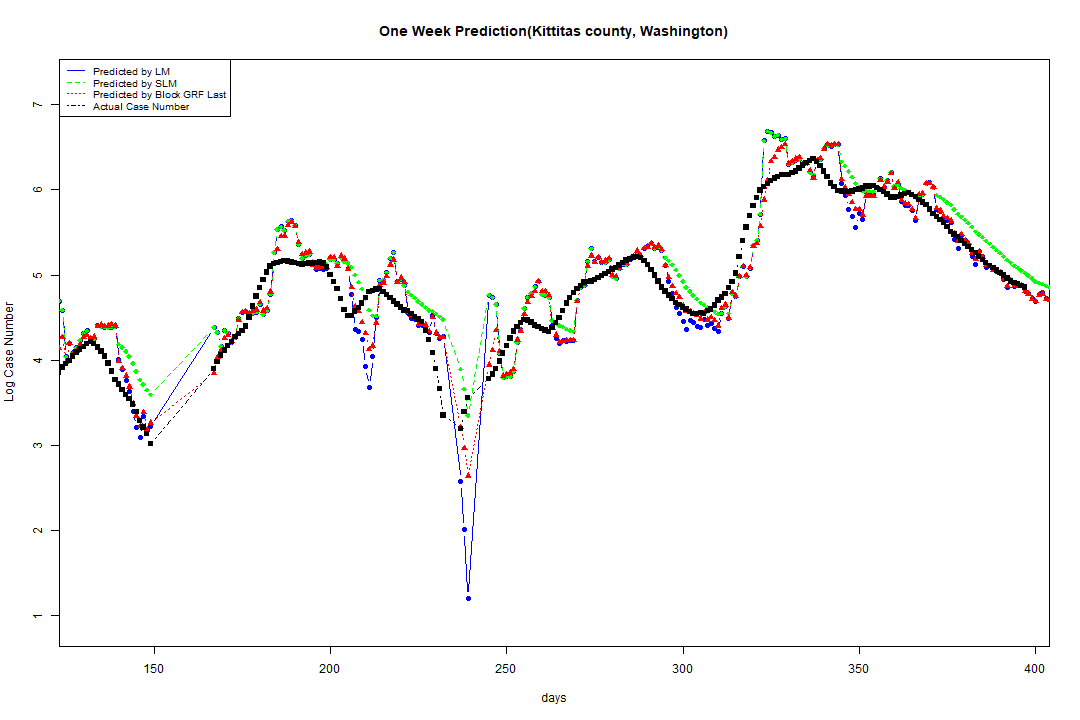 One Week Prediction(Kittitas county, Washington)
Predicted by LM
Predicted by SLM
Predicted by Block GRF Last
Actual Case Number
7
6
5
4
3
2
1
Log Case Number
150
200
250
300
350
400
days